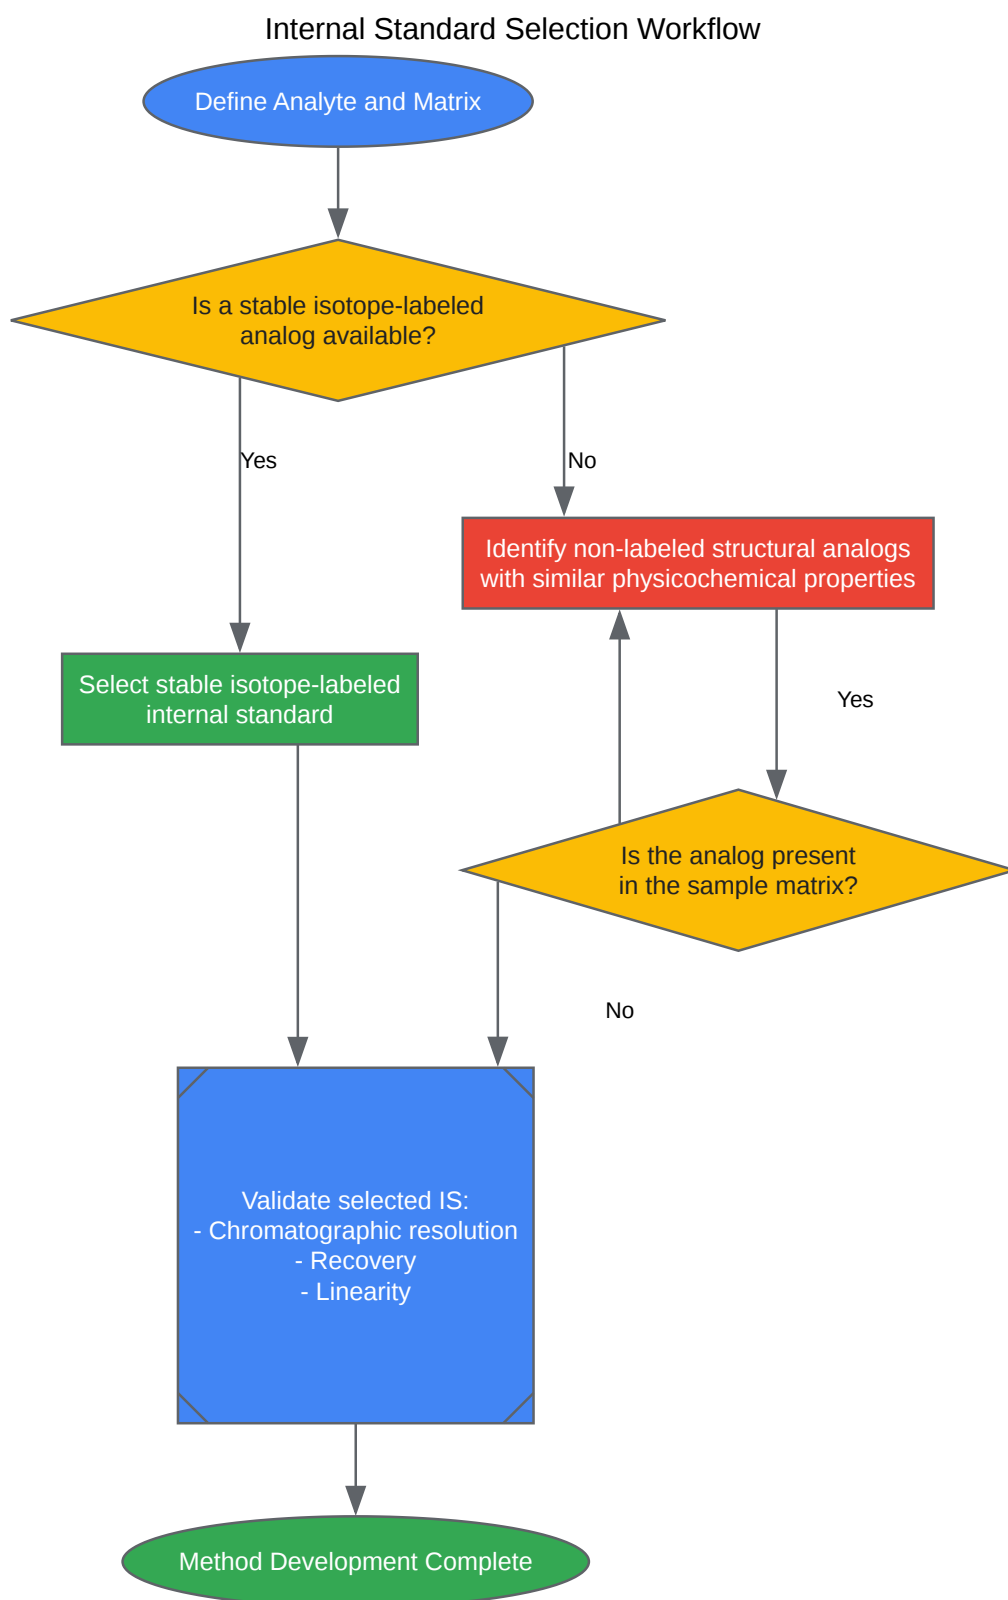 Internal Standard Selection Workflow
Define Analyte and Matrix
Is a stable isotope-labeled
analog available?
Yes
No
Identify non-labeled structural analogs
with similar physicochemical properties
Select stable isotope-labeled
internal standard
Yes
Is the analog present
in the sample matrix?
No
Validate selected IS:
- Chromatographic resolution
- Recovery
- Linearity
Method Development Complete